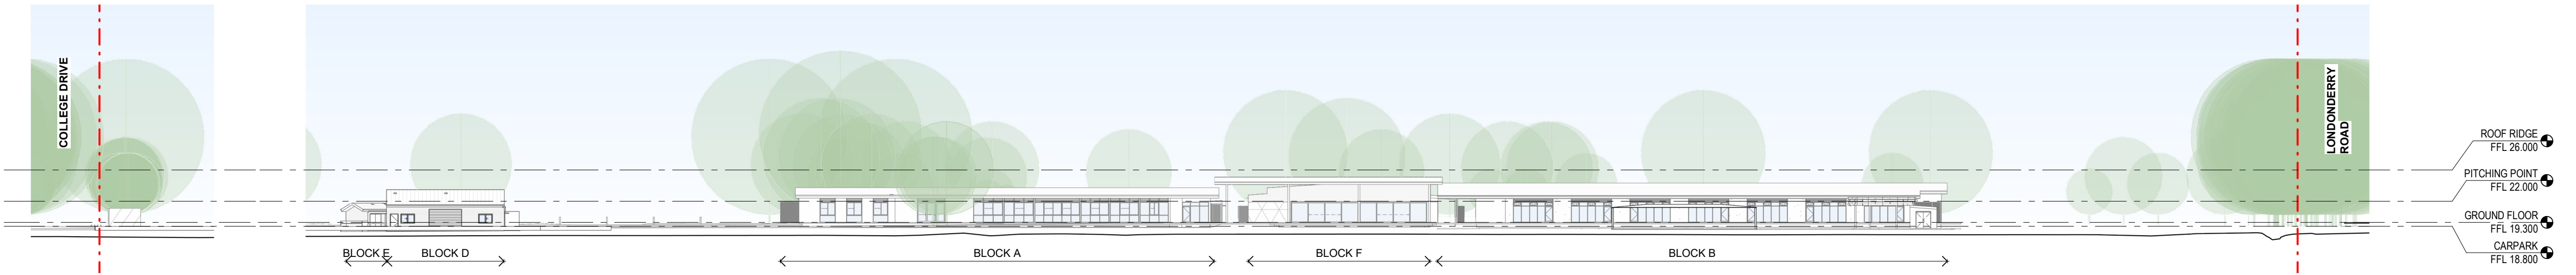 COLLEGE DRIVE
LONDONDERRY
ROAD
ROOF RIDGE
FFL 26.000
PITCHING POINT
FFL 22.000
GROUND FLOOR
FFL 19.300
CARPARK
FFL 18.800
BLOCK E
BLOCK D
BLOCK A
BLOCK F
BLOCK B